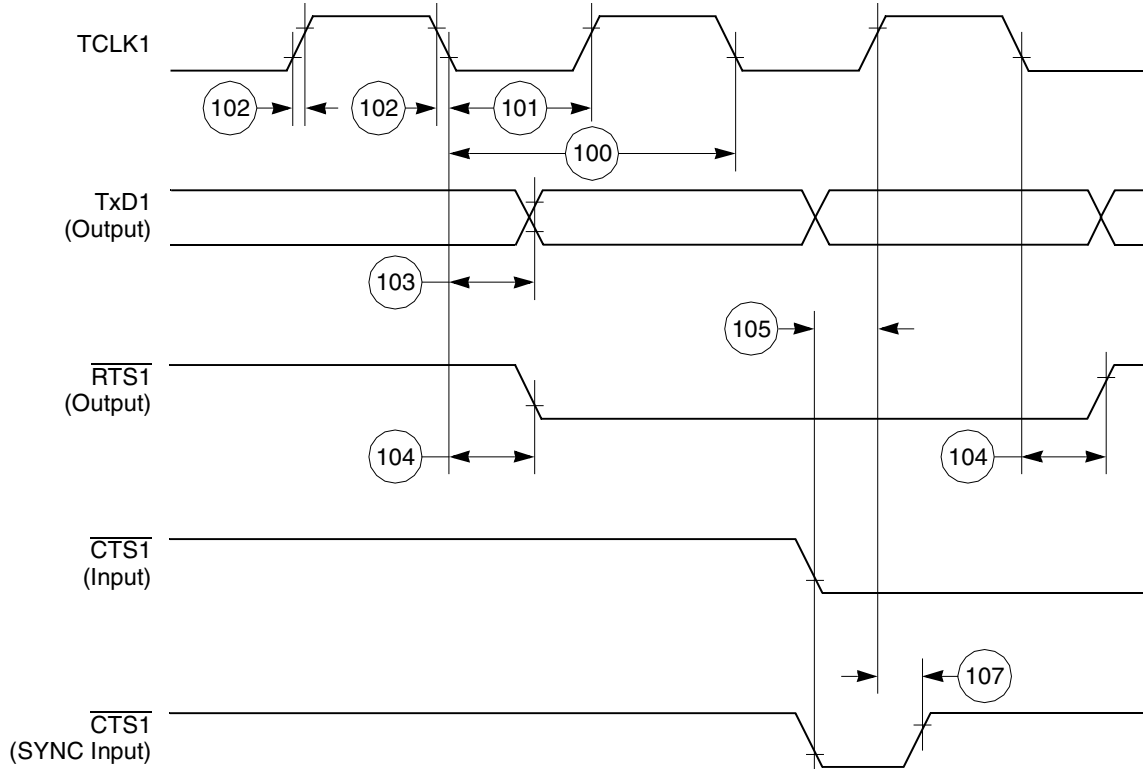 TCLK1
102
102
101
100
TxD1
(Output)
103
105
RTS1
(Output)
104
104
CTS1
(Input)
107
CTS1
(SYNC Input)